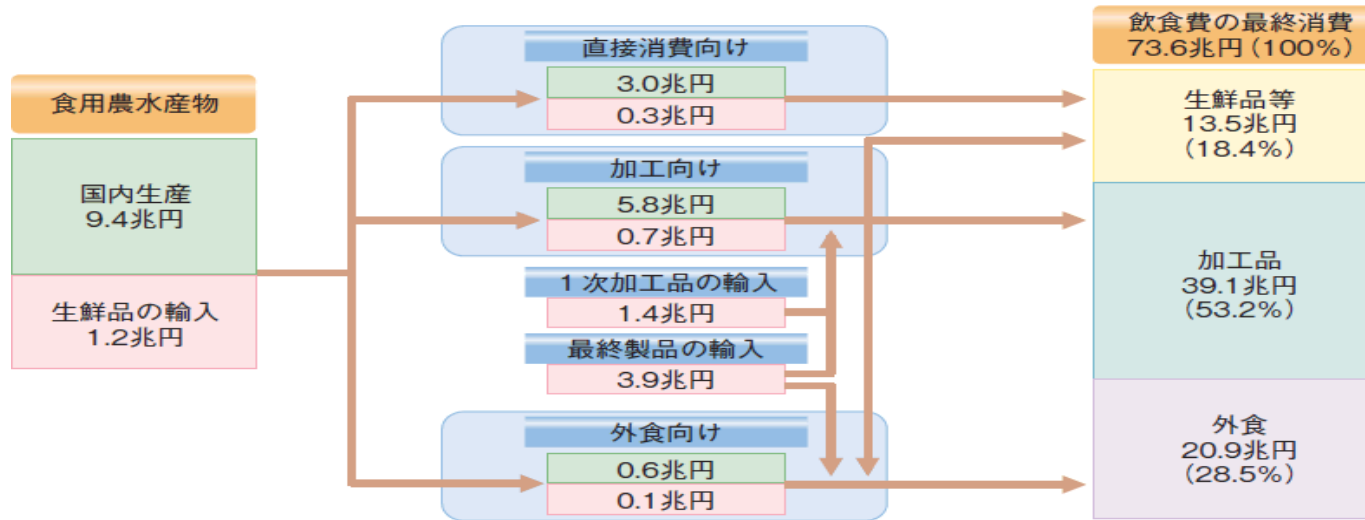 食用農水産物
国内生産
9.4兆円
生鮮品の輸入
1.2兆円
直接消費向け
3.0兆円
0.3兆円
加工向け
5.8兆円
0.7兆円
1次加工品の輸入
1.4兆円
最終製品の輸入
3.9兆円
外食向け
0.6兆円
0.1兆円
飲食費の最終消費
73.6兆円(100%)
生鮮品等
13.5兆円
(18.4%)
加工品
39.1兆円
(53.2%)
外食
20.9兆円
(28.5%)